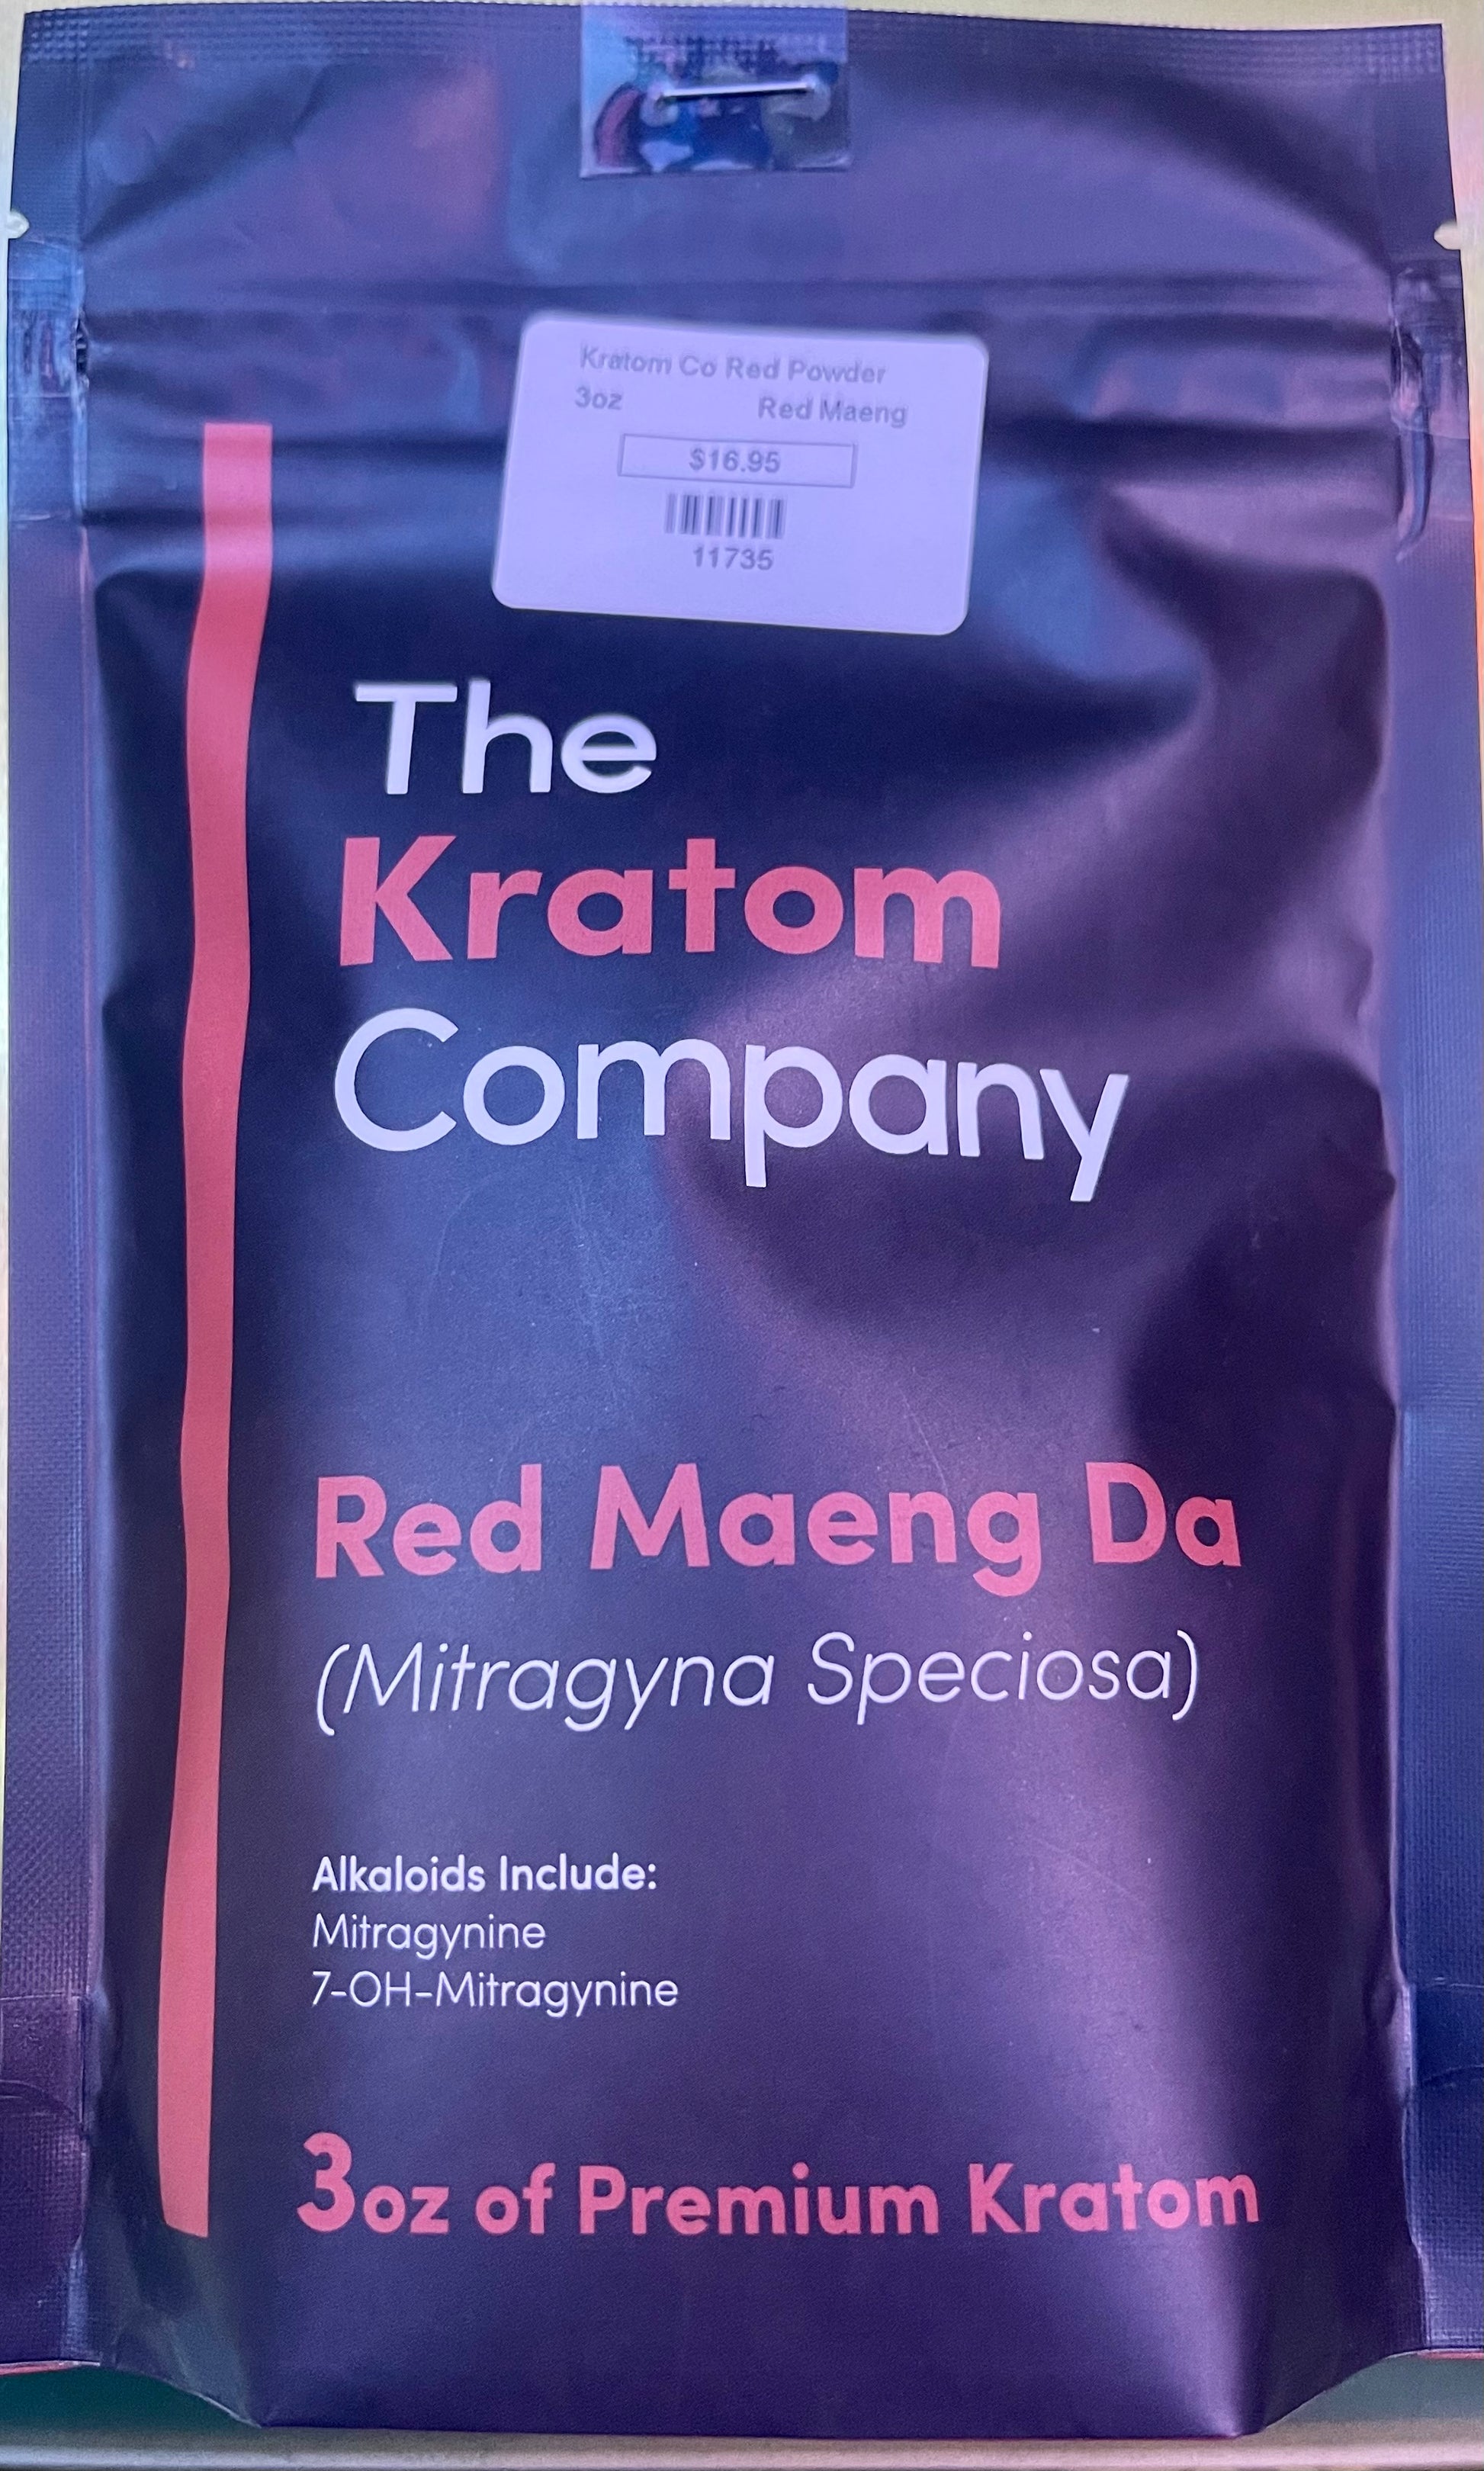 Kratom Co Red Powder
3oz Red Maeng
$16.95
11735
The
Kratom
Company
Red Maeng Da
(Mitragyna Speciosa)
Alkaloids Include:
Mitragynine
7-OH-Mitragynine
3oz of Premium Kratom